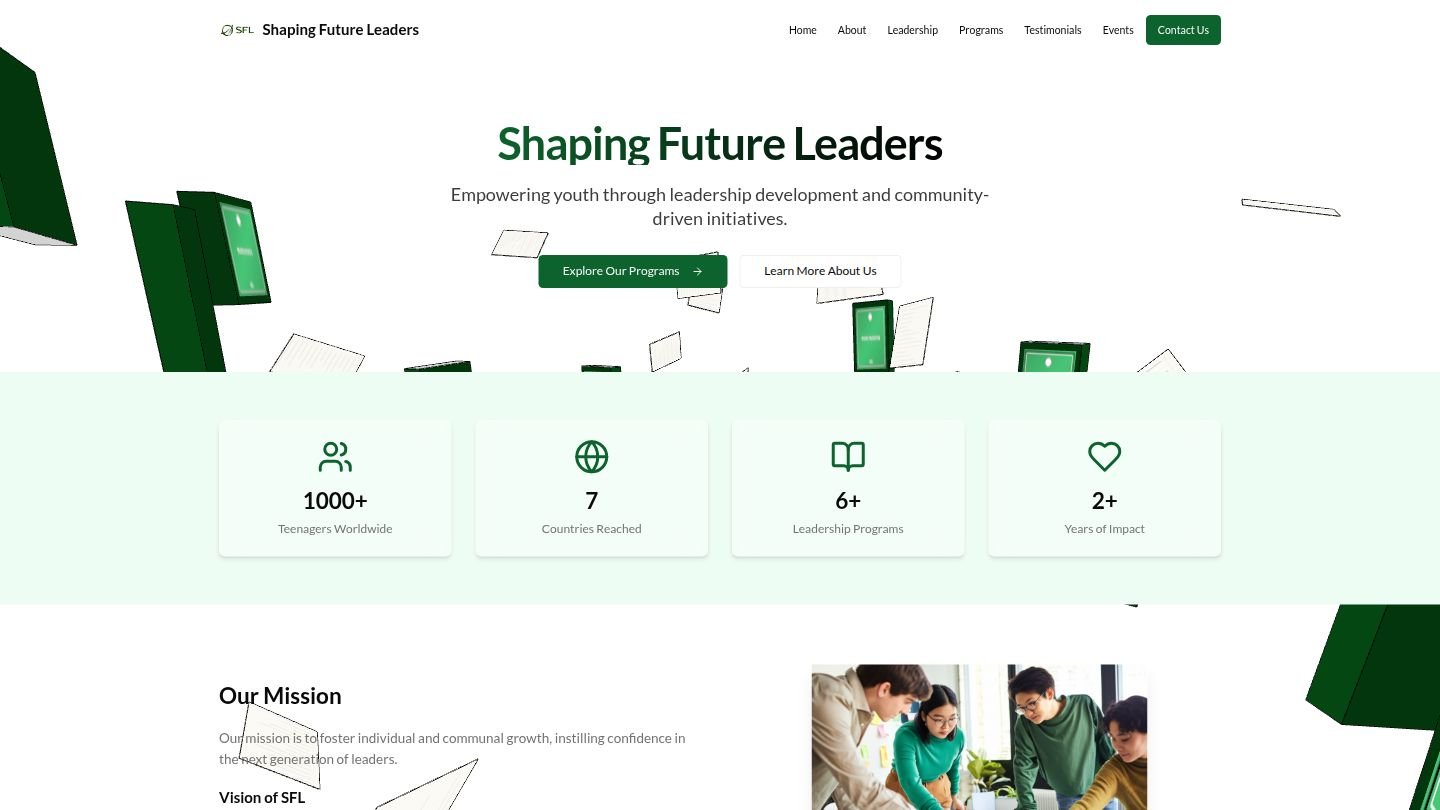 SFL Shaping Future Leaders
Home About Leadership Programs Testimonials Events Contact Us
Shaping Future Leaders
Empowering youth through leadership development and community-
driven initiatives.
Explore Our Programs → Learn More About Us
1000+
Teenagers Worldwide
7
Countries Reached
6+
Leadership Programs
2+
Years of Impact
Our Mission
Our mission is to foster individual and communal growth, instilling confidence in
the next generation of leaders.
Vision of SFL